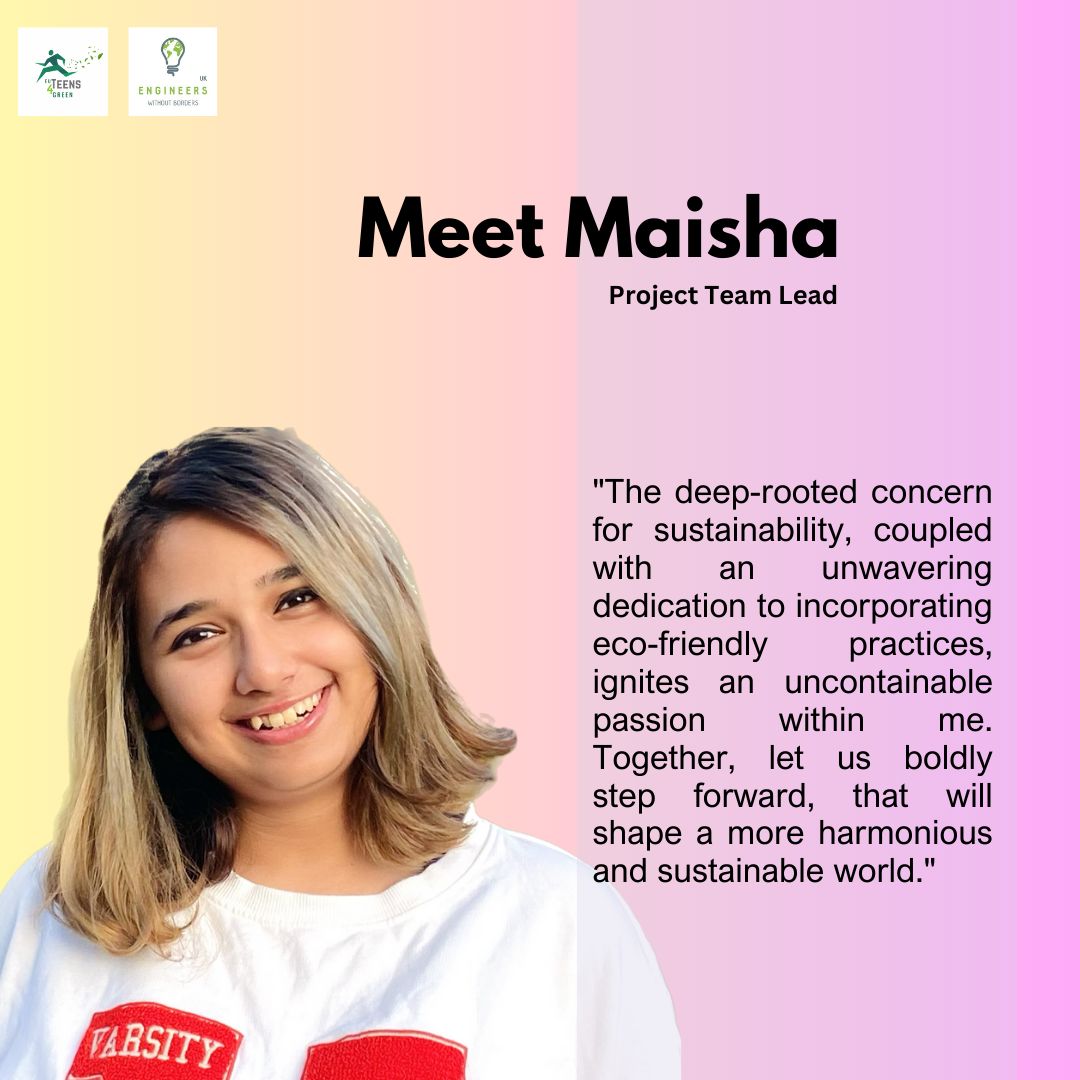 TEENS
4
GREEN
UK
ENGINEERS
WITHOUT BORDERS
Meet Maisha
Project Team Lead
"The deep-rooted concern
for sustainability, coupled
with an unwavering
dedication to incorporating
eco-friendly practices,
ignites an uncontainable
passion within me.
Together, let us boldly
step forward, that will
shape a more harmonious
and sustainable world."
VARSITY